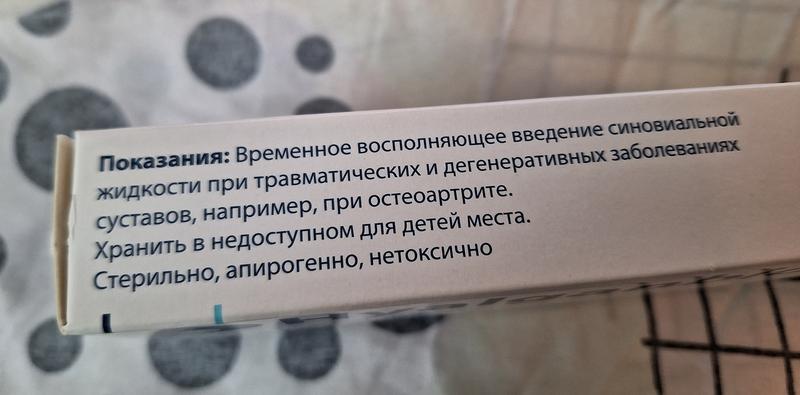 Показания: Временное восполняющее введение синовиальной
жидкости при травматических и дегенеративных заболеваниях
суставов, например, при остеоартрите.
Хранить в недоступном для детей места.
Стерильно, апирогенно, нетоксично